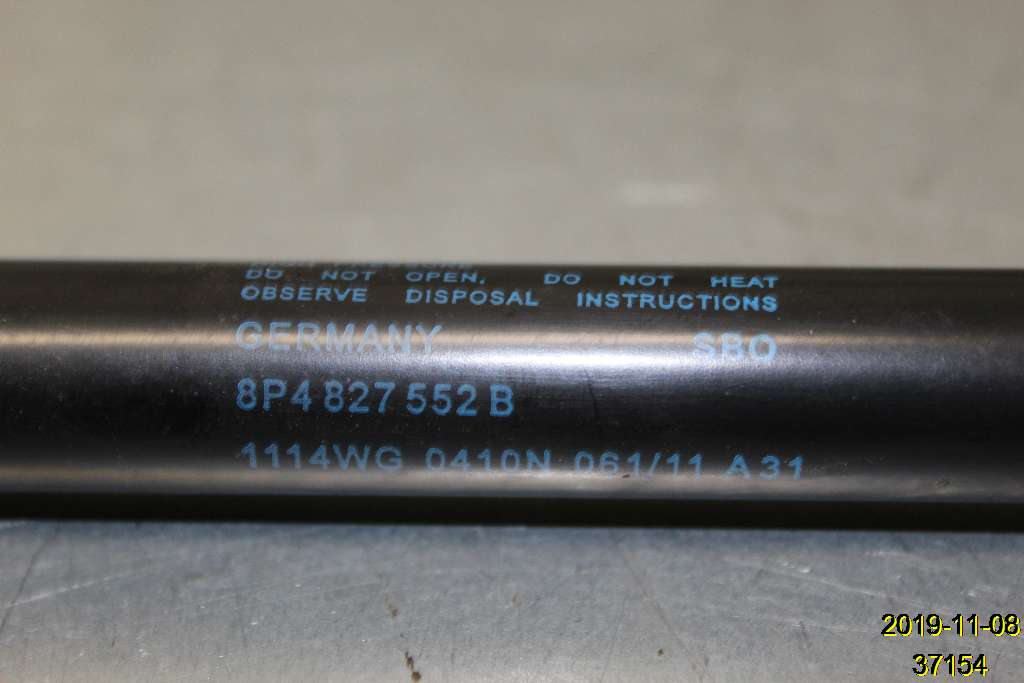 DO NOT OPEN. DO NOT HEAT
OBSERVE DISPOSAL INSTRUCTIONS
GERMANY SBO
8P4 827 552 B
1114WG 0410N 061/11 A31
2019-11-08
37154